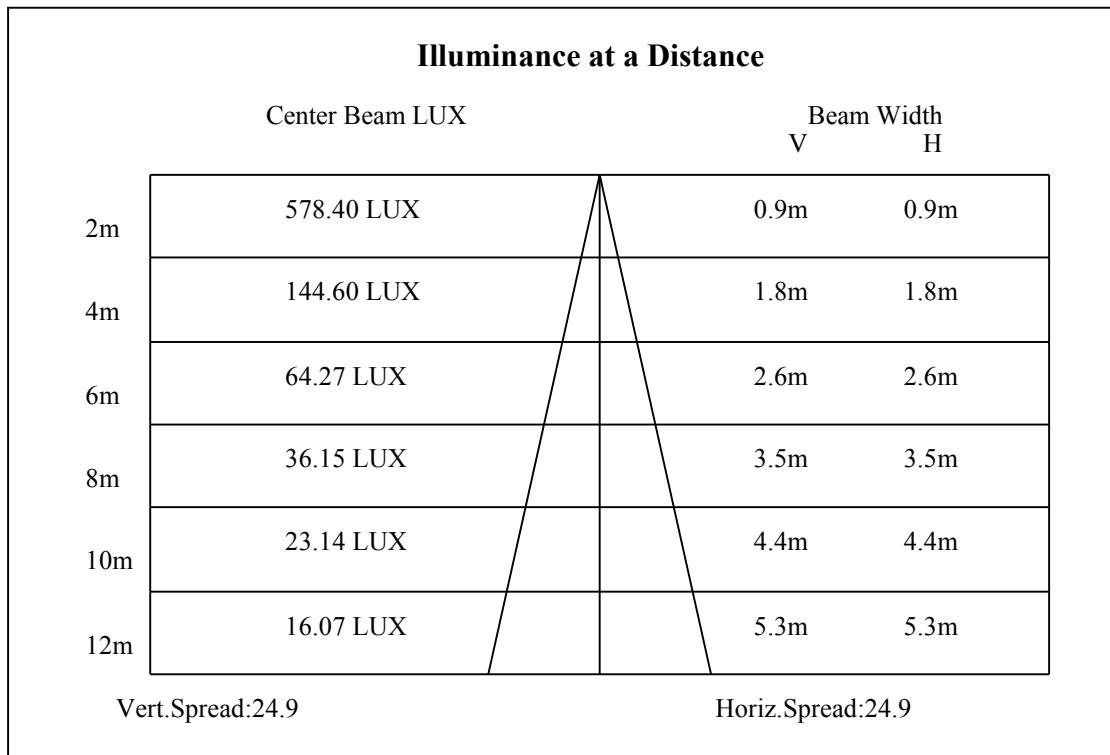 Illuminance at a Distance
Center Beam LUX Beam Width
V H
2m 578.40 LUX 0.9m 0.9m
4m 144.60 LUX 1.8m 1.8m
6m 64.27 LUX 2.6m 2.6m
8m 36.15 LUX 3.5m 3.5m
10m 23.14 LUX 4.4m 4.4m
12m 16.07 LUX 5.3m 5.3m
Vert.Spread:24.9 Horiz.Spread:24.9